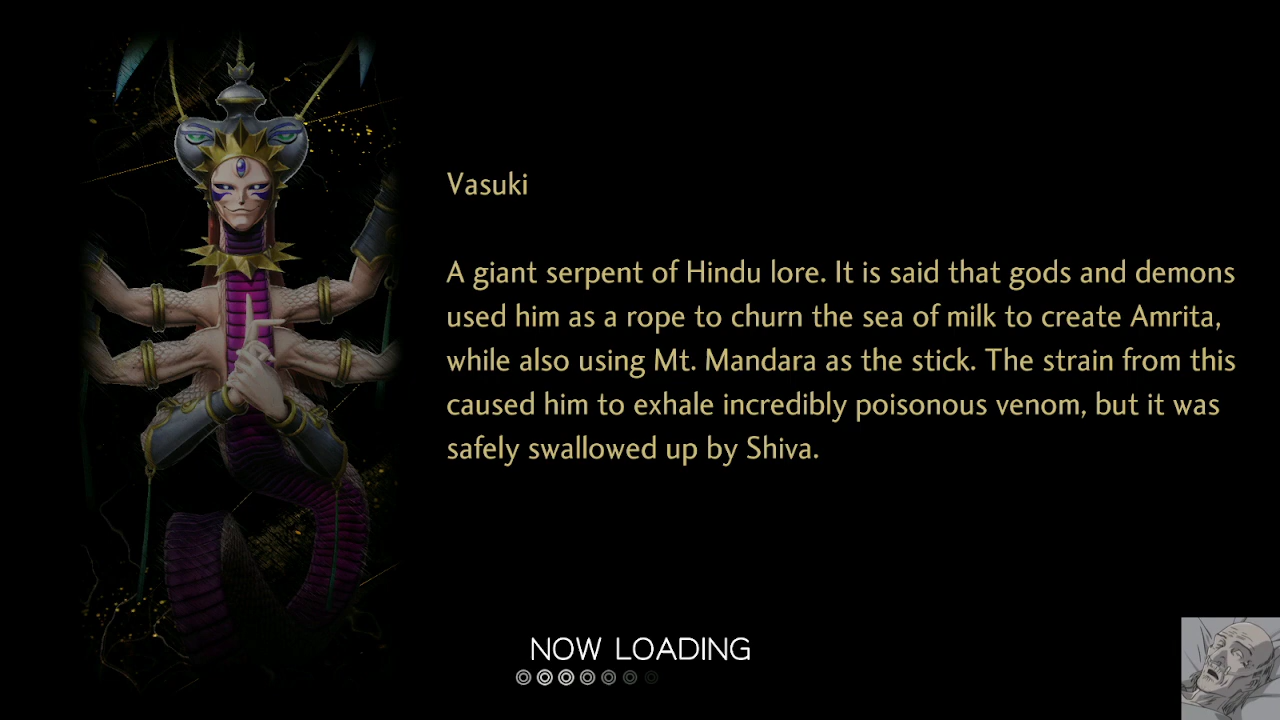 Vasuki
A giant serpent of Hindu lore. It is said that gods and demons
used him as a rope to churn the sea of milk to create Amrita,
while also using Mt. Mandara as the stick. The strain from this
caused him to exhale incredibly poisonous venom, but it was
safely swallowed up by Shiva.
NOW LOADING